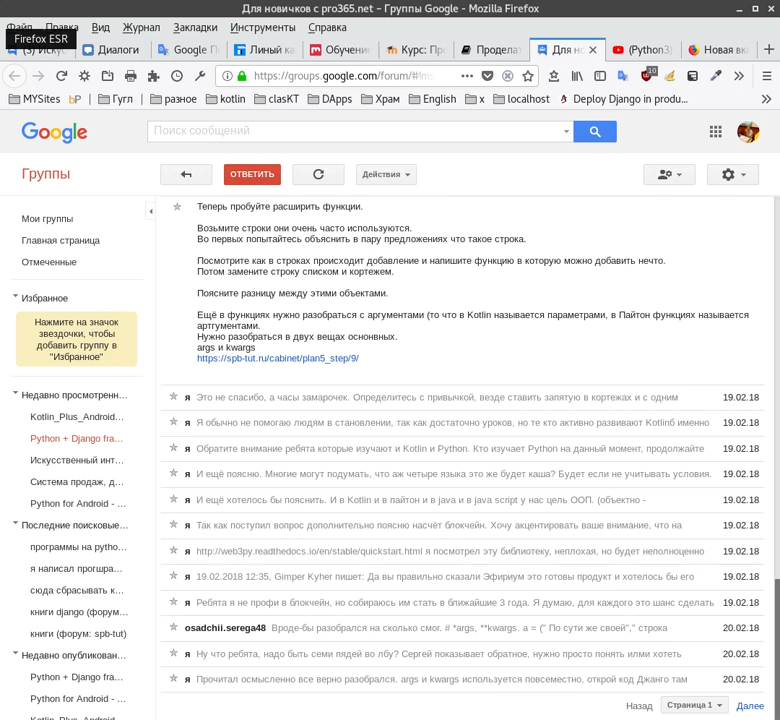 Для новичков с pro365.net – Группы Google - Mozilla Firefox
Файл Правка Вид Журнал Закладки Инструменты Справка
Firefox ESR
(3) Искус Диалоги Google П Линый ка Обучени Курс: Пр Проделат Для но (Python3 Новая вкл
https://groups.google.com/forum/#!ms
10
MYSites Гугл разное kotlin clasKT DApps Храм English x localhost Deploy Django in produ...
Google
Поиск сообщений
Группы
ОТВЕТИТЬ
Действия
Мои группы
Главная страница
Отмеченные
Избранное
Нажмите на значок
звездочки, чтобы
добавить группу в
"Избранное"
Недавно просмотренн…
Kotlin_Plus_Android…
Python + Django fra…
Искусственный инт…
Система продаж, д…
Python for Android - …
Последние поисковые…
программы на pytho…
я написал прогшра…
сюда сбрасывать к…
книги django (форум…
книги (форум: spb-tut)
Недавно опубликован…
Python + Django fra…
Python for Android - …
Kotlin_Plus_Android…
Теперь пробуйте расширить функции.
Возьмите строки они очень часто используются.
Во первых попытайтесь объяснить в пару предложениях что такое строка.
Посмотрите как в строках происходит добавление и напишите функцию в которую можно добавить нечто.
Потом замените строку списком и кортежем.
Поясните разницу между этими объектами.
Ещё в функциях нужно разобраться с аргументами (то что в Kotlin называется параметрами, в Пайтон функциях называется
артгументами.
Нужно разобраться в двух вещах оснонвных.
args и kwargs
https://spb-tut.ru/cabinet/plan5_step/9/
я Это не спасибо, а часы замарочек. Определитесь с привычкой, везде ставить запятую в кортежах и с одним 19.02.18
я Я обычно не помогаю людям в становлении, так как достаточно уроков, но те кто активно развивают Kotlinб именно 19.02.18
я Обратите внимание ребята которые изучают и Kotlin и Python. Кто изучает Python на данный момент, продолжайте 19.02.18
я И ещё поясню. Многие могут подумать, что аж четыре языка это же будет каша? Будет если не учитывать условия. 19.02.18
я И ещё хотелось бы пояснить. И в Kotlin и в пайтон и в java и в java script у нас цель ООП. (объектно - 19.02.18
я Так как поступил вопрос дополнительно поясню насчёт блокчейн. Хочу акцентировать ваше внимание, что на 19.02.18
я http://web3py.readthedocs.io/en/stable/quickstart.html я посмотрел эту библиотеку, неплохая, но будет неполноценно 19.02.18
я 19.02.2018 12:35, Gimper Kyher пишет: Да вы правильно сказали Эфириум это готовы продукт и хотелось бы его 19.02.18
я Ребята я не профи в блокчейн, но собираюсь им стать в ближайшие 3 года. Я думаю, для каждого это шанс сделать 19.02.18
osadchii.serega48 Вроде-бы разобрался на сколько смог. # *args, **kwargs. a = (" По сути же своей"," строка 20.02.18
я Ну что ребята, надо быть семи пядей во лбу? Сергей показывает обратное, нужно просто понять илми хотеть 20.02.18
я Прочитал осмысленно все верно разобрался. args и kwargs используется повсеместно, открой код Джанго там 20.02.18
Назад Страница 1 Далее